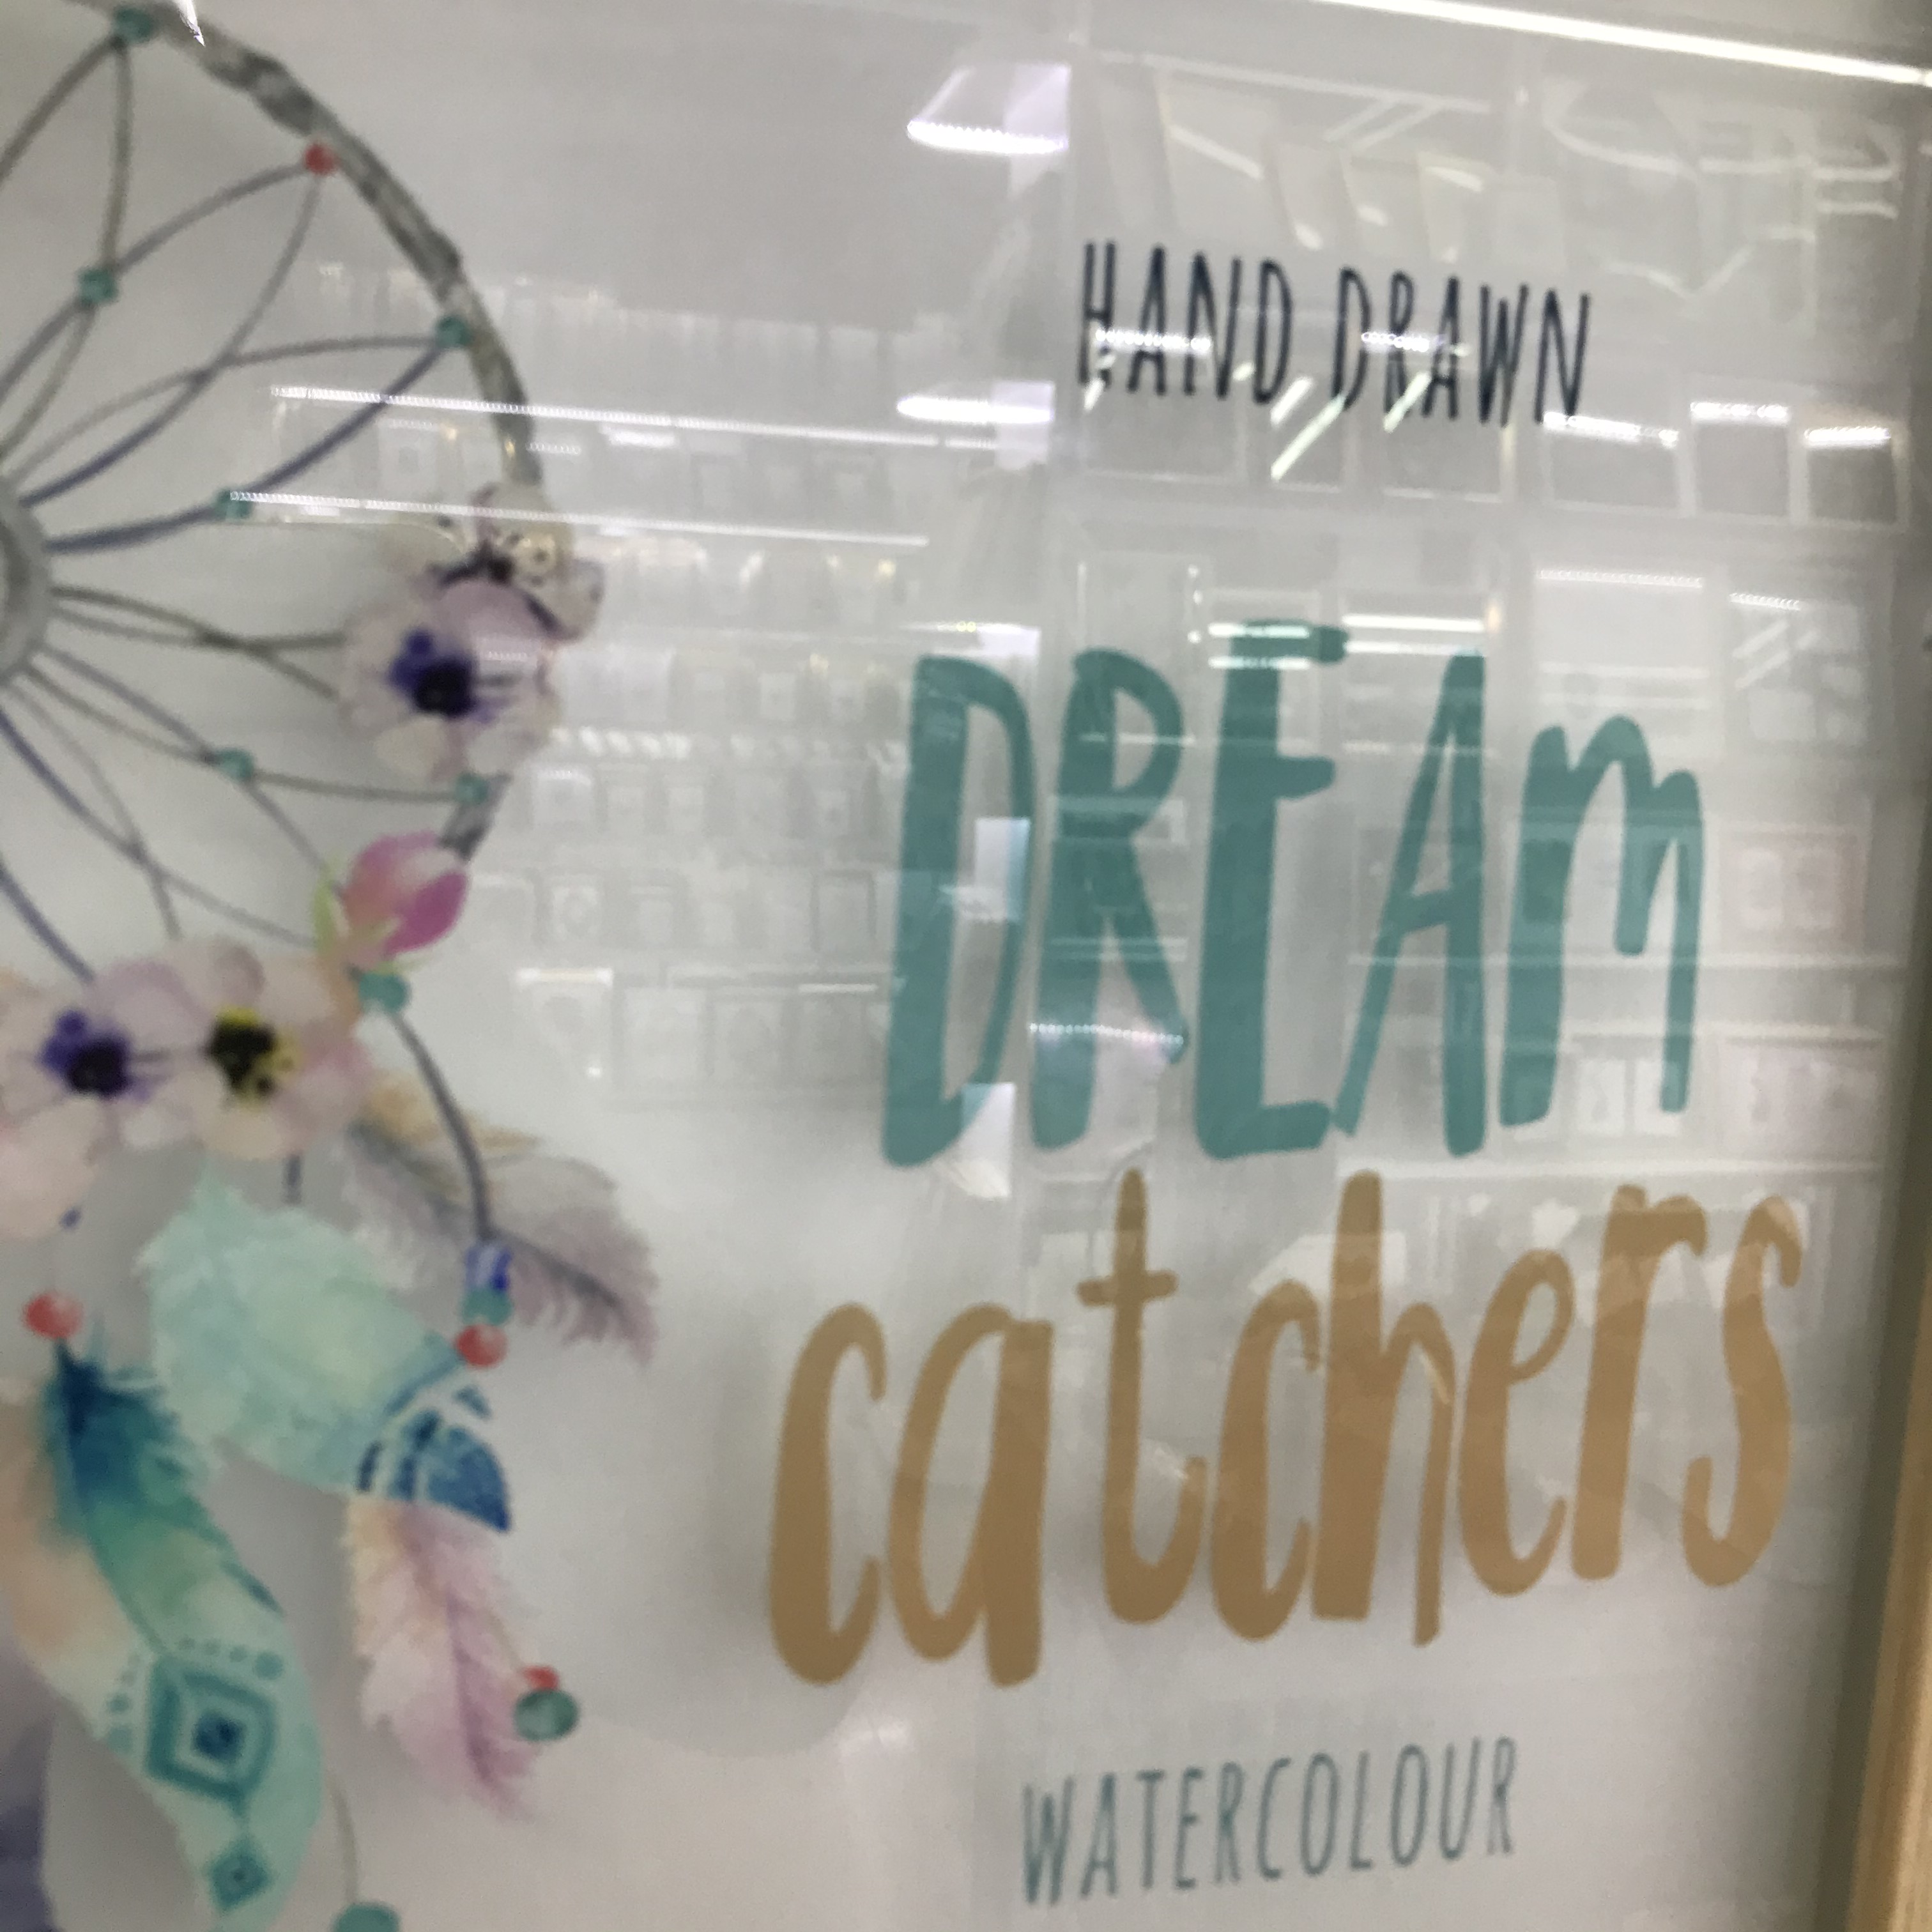 HAND DRAWN
DREAm
catchers
WATERCOLOUR